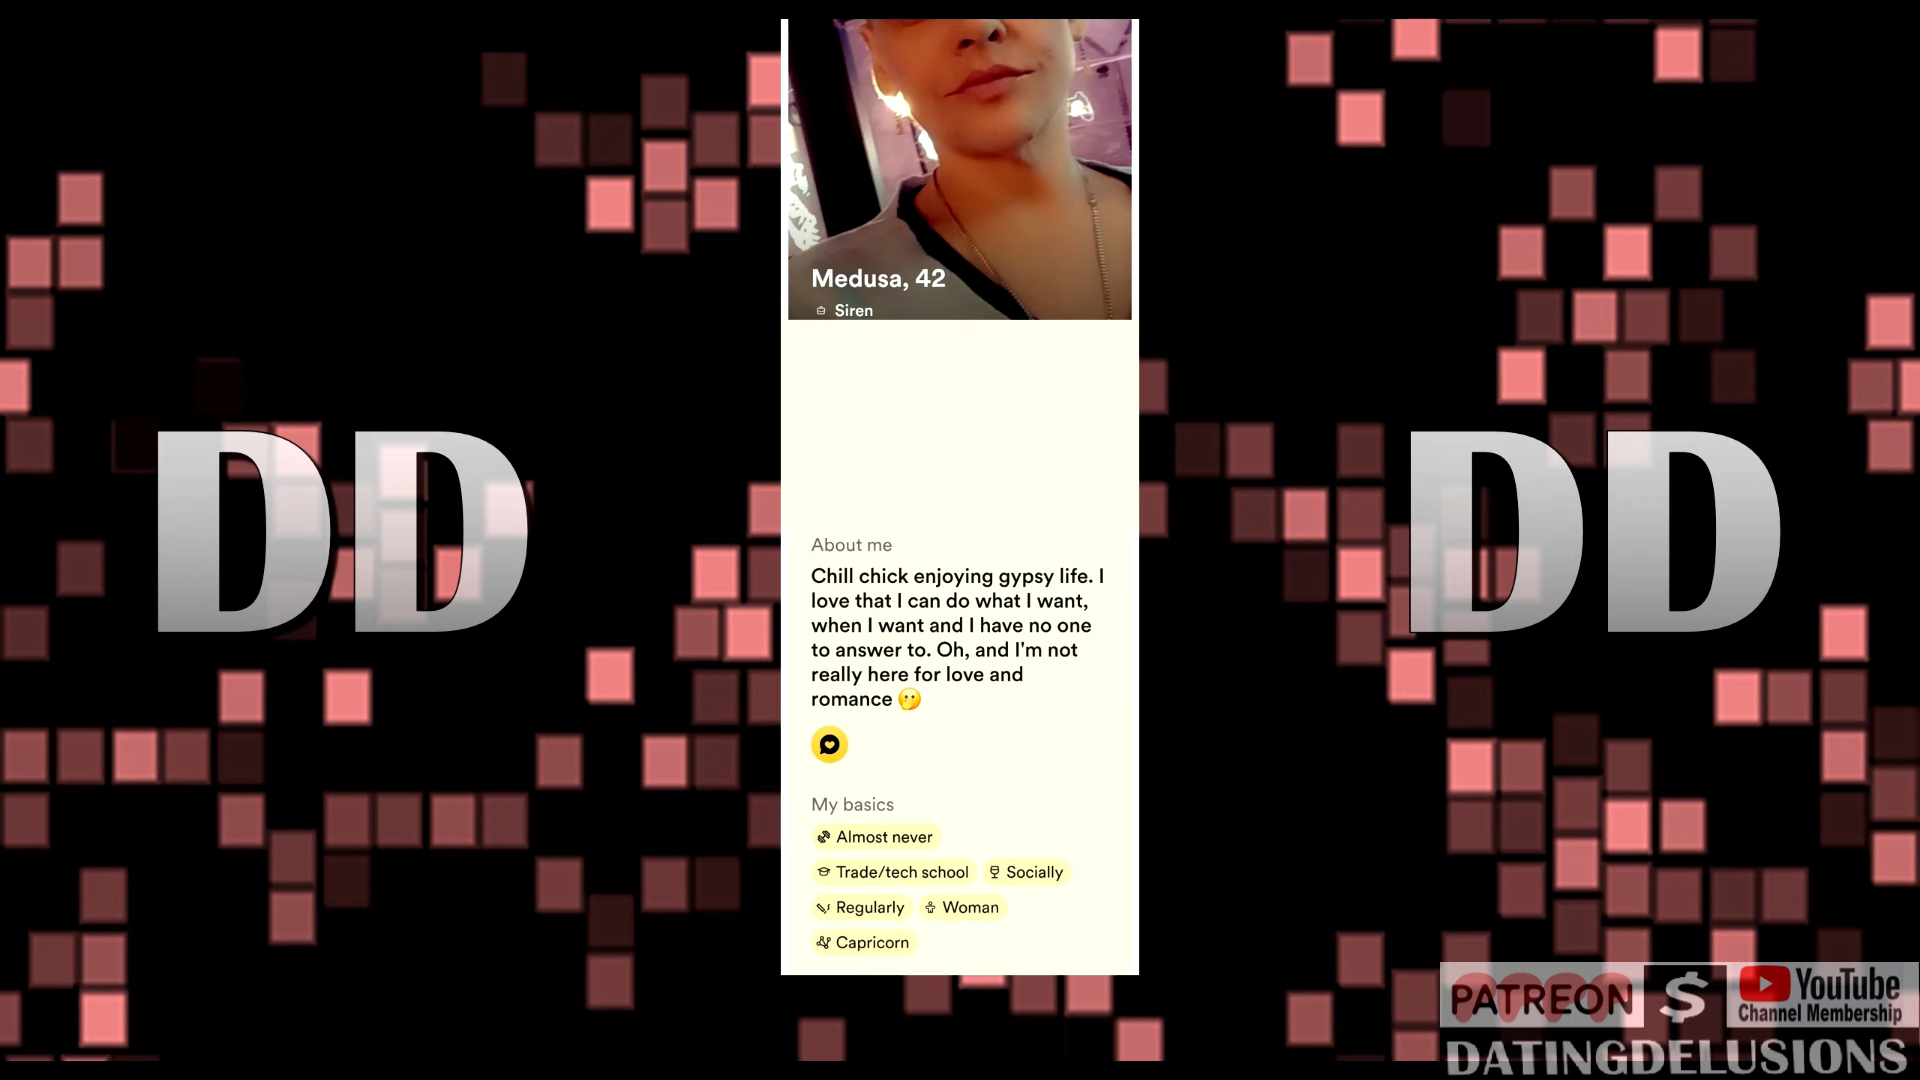 Medusa, 42
Siren
DD
DD
About me
Chill chick enjoying gypsy life. I
love that I can do what I want,
when I want and I have no one
to answer to. Oh, and I'm not
really here for love and
romance 🫢
My basics
Almost never
Trade/tech school
Socially
Regularly
Woman
Capricorn
PATREON
$
YouTube
Channel Membership
DATINGDELUSIONS